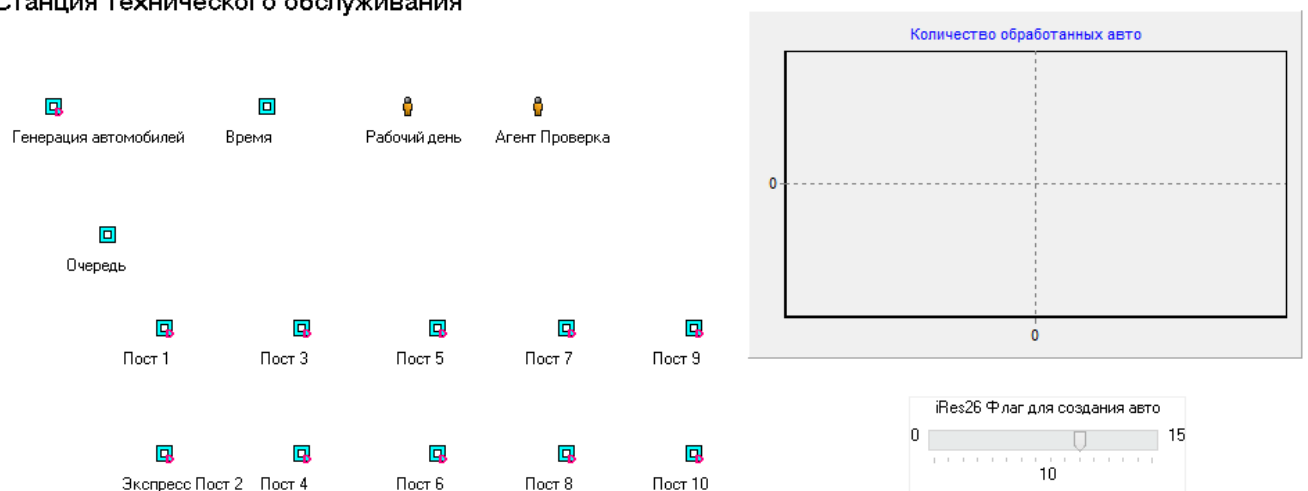 Станция технического обслуживания
Количество обработанных авто
Генерация автомобилей
Время
Рабочий день
Агент Проверка
0
0
Очередь
Пост 1
Пост 3
Пост 5
Пост 7
Пост 9
iRes26 Флаг для создания авто
0
15
10
Экспресс Пост 2
Пост 4
Пост 6
Пост 8
Пост 10